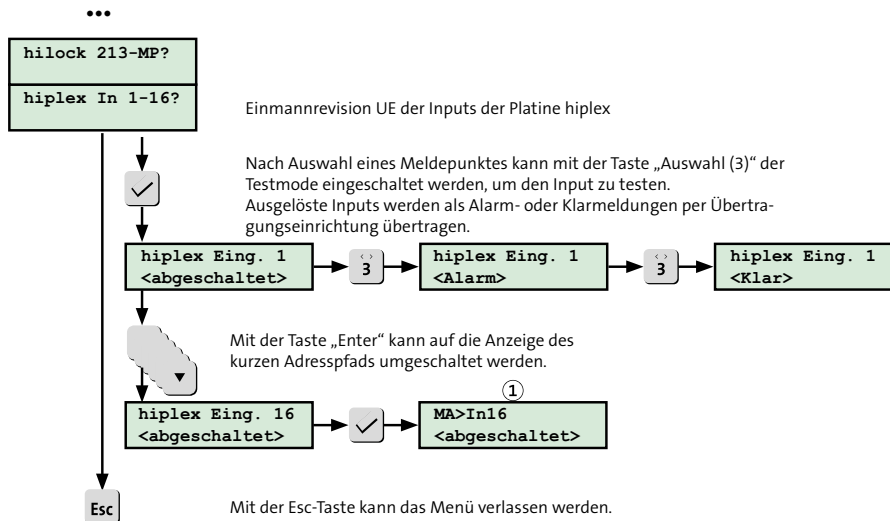 •••
hilock 213-MP?
hiplex In 1-16?
Einmannrevision UE der Inputs der Platine hiplex
Nach Auswahl eines Meldepunktes kann mit der Taste „Auswahl (3)“ der
Testmode eingeschaltet werden, um den Input zu testen.
Ausgelöste Inputs werden als Alarm- oder Klarmeldungen per Übertra-
gungseinrichtung übertragen.
hiplex Eing. 1
<abgeschaltet>
< >
3
hiplex Eing. 1
<Alarm>
< >
3
hiplex Eing. 1
<Klar>
Mit der Taste „Enter“ kann auf die Anzeige des
kurzen Adresspfads umgeschaltet werden.
①
hiplex Eing. 16
<abgeschaltet>
MA>In16
<abgeschaltet>
Esc
Mit der Esc-Taste kann das Menü verlassen werden.